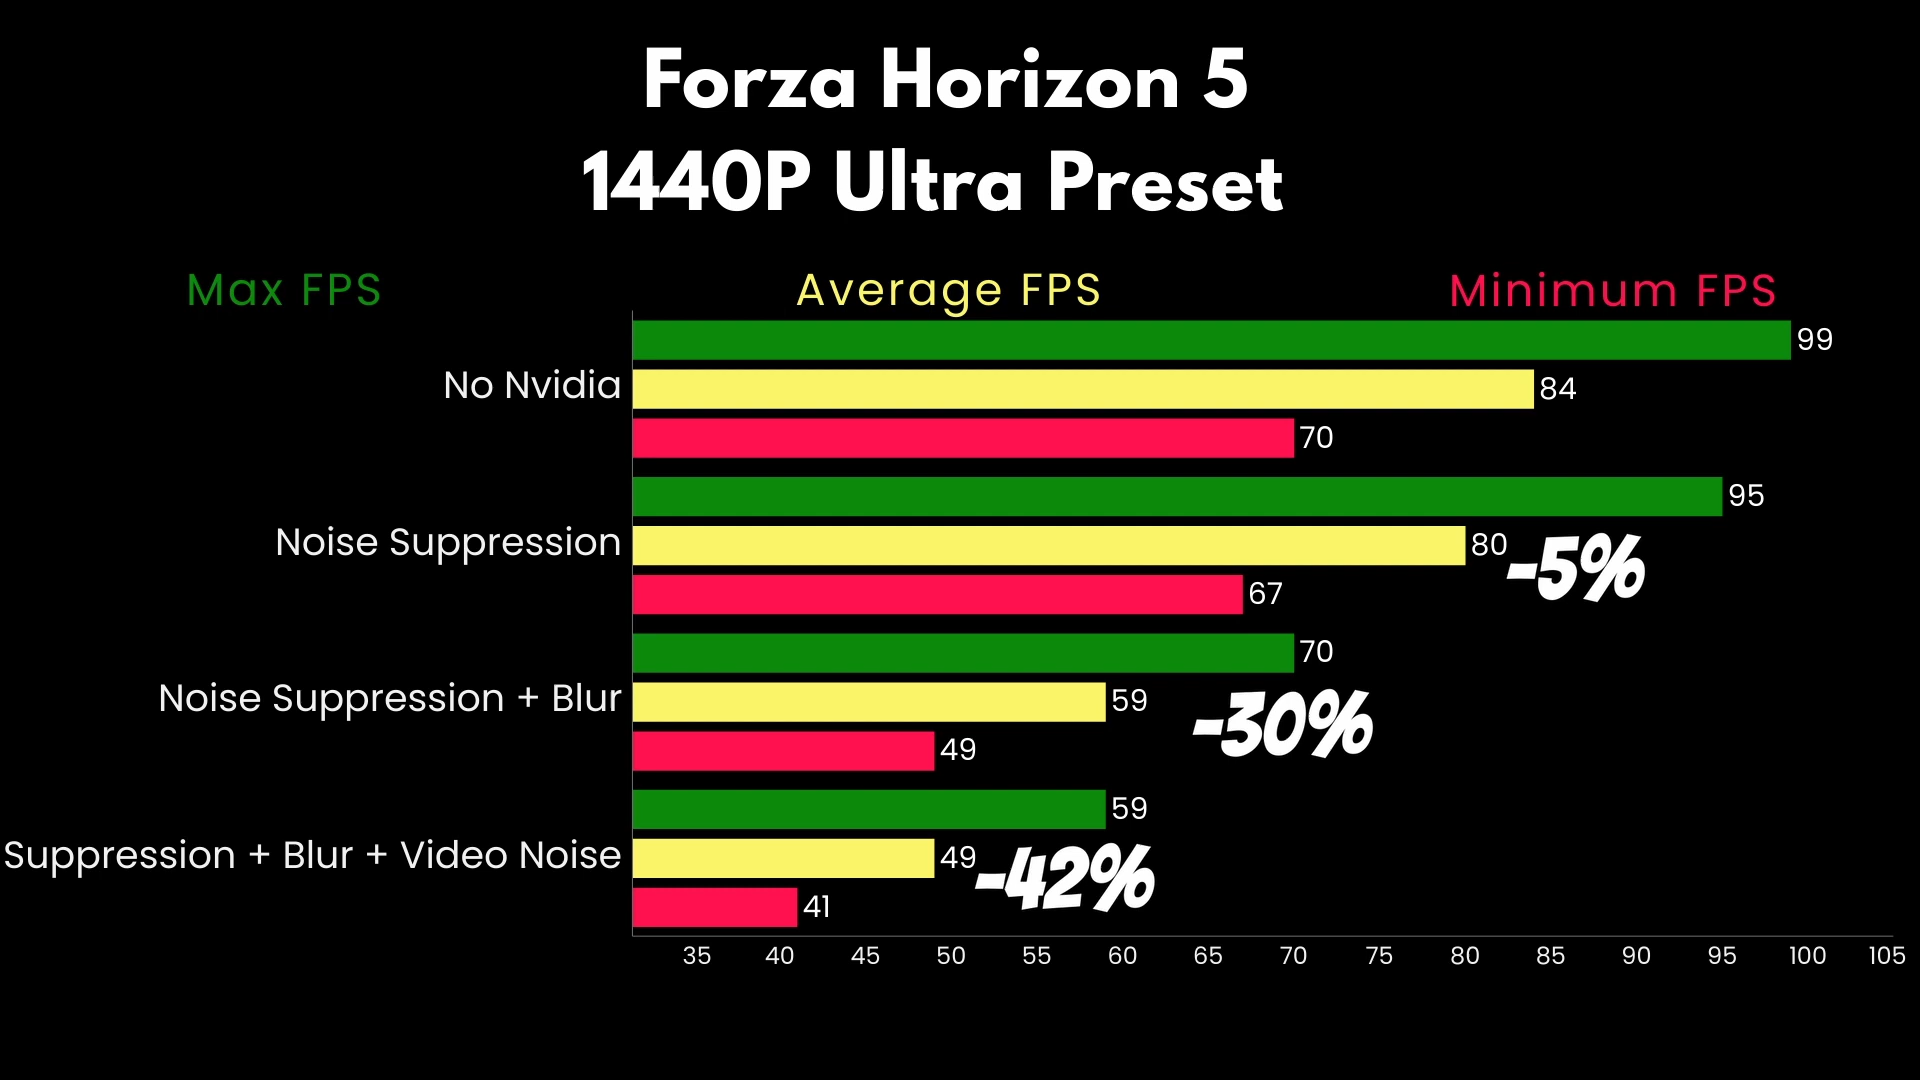 Forza Horizon 5
1440P Ultra Preset
Max FPS Average FPS Minimum FPS
99
No Nvidia 84
70
95
Noise Suppression 80 -5%
67
70
Noise Suppression + Blur 59 -30%
49
59
Suppression + Blur + Video Noise 49 -42%
41
35 40 45 50 55 60 65 70 75 80 85 90 95 100 105